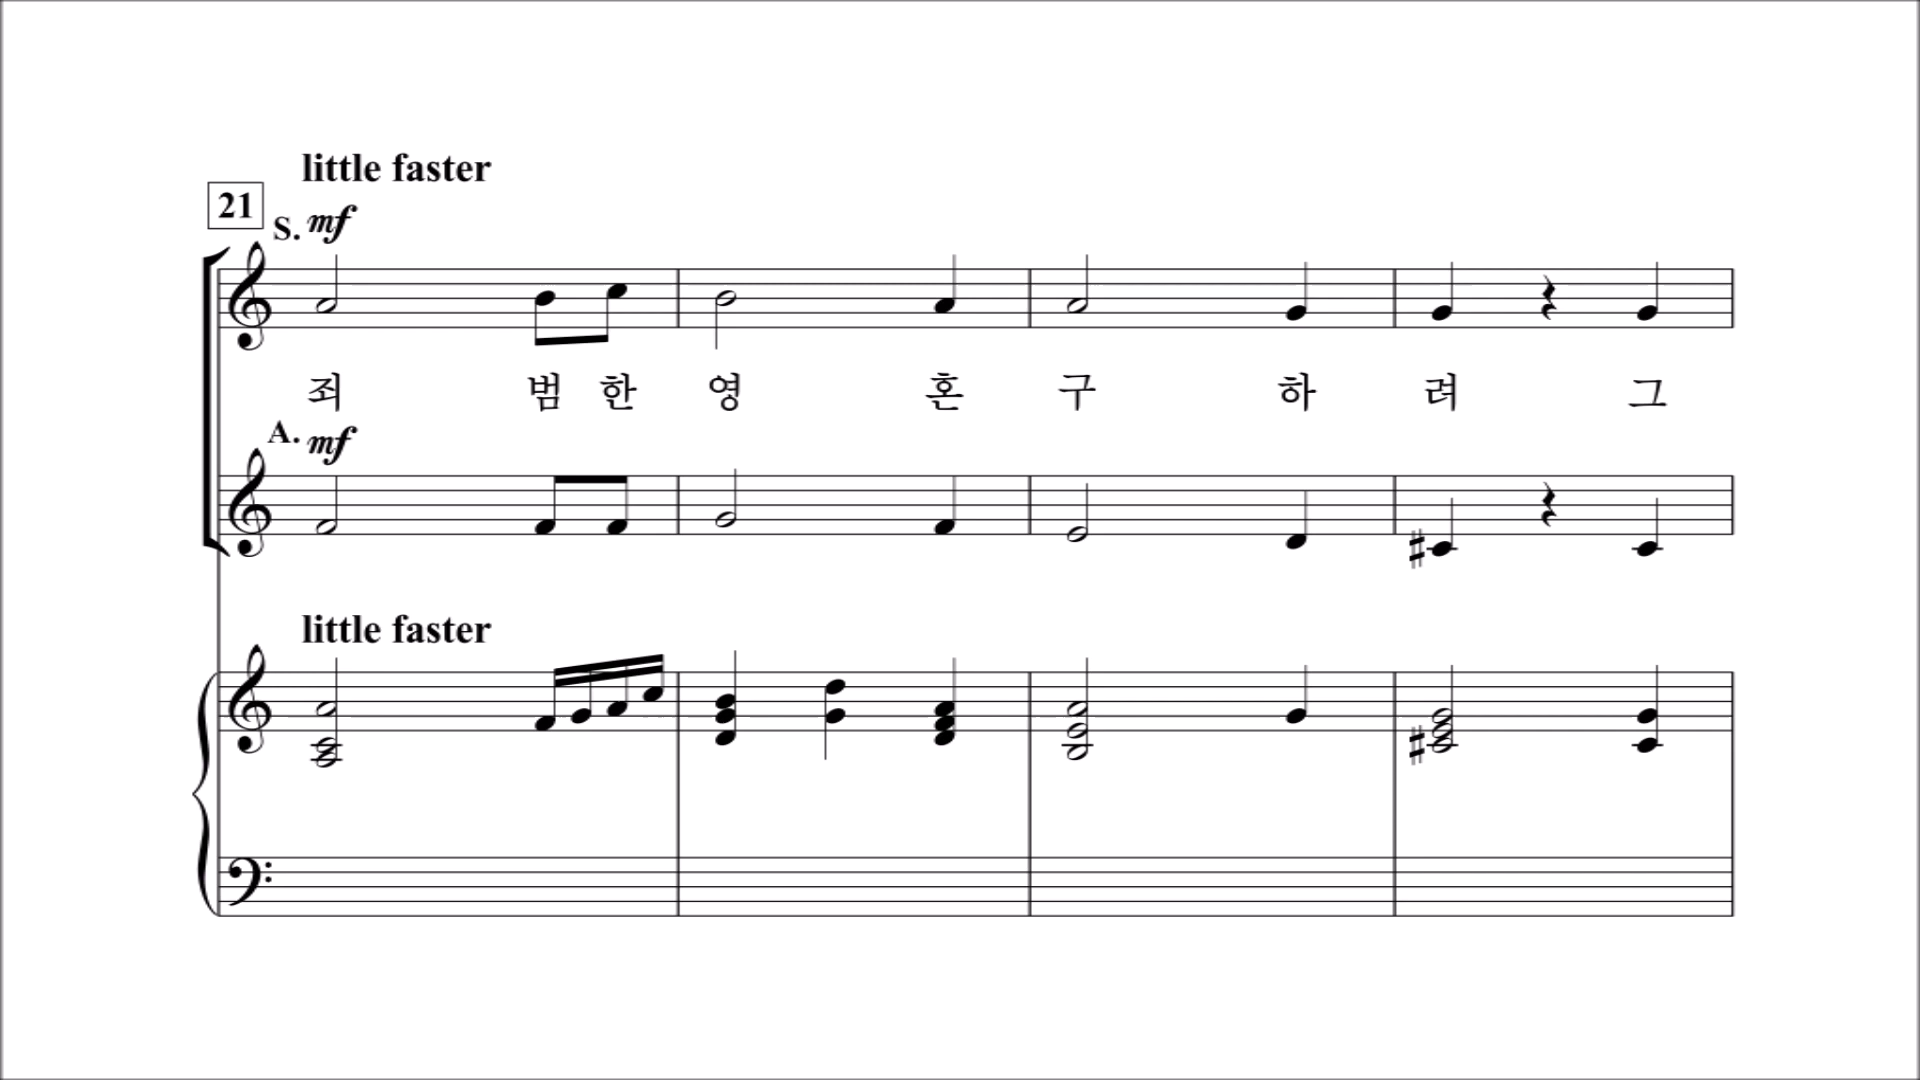 little faster
21
S. mf
죄 범 한 영 혼 구 하 려 그
A. mf
little faster